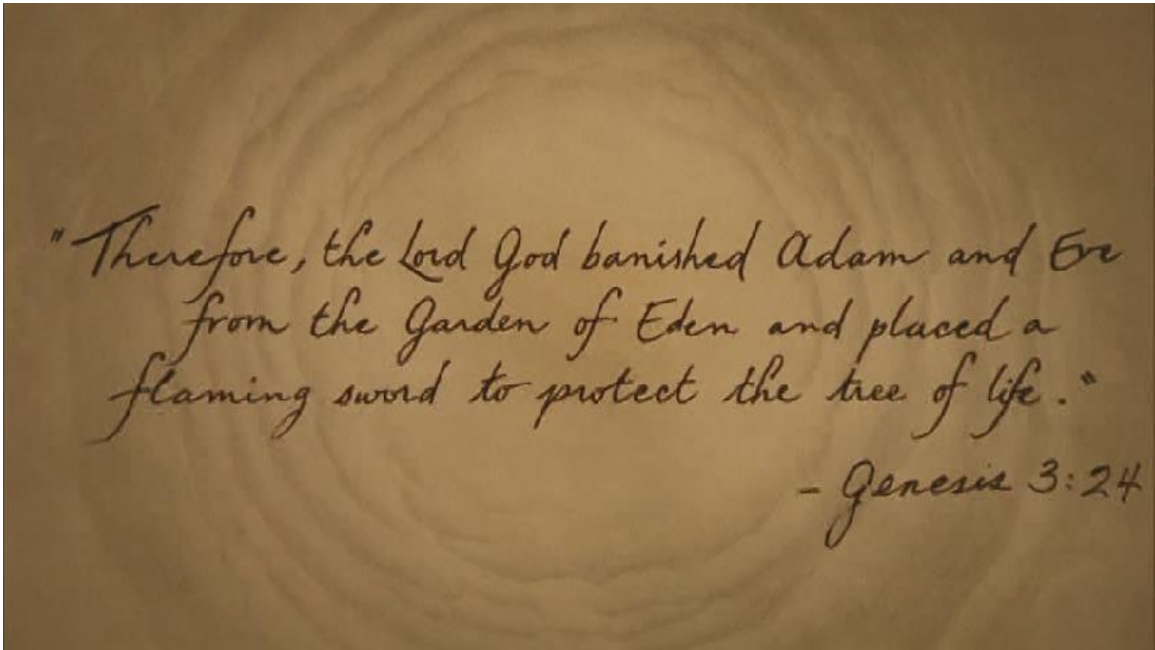 "Therefore, the Lord God banished Adam and Eve
from the Garden of Eden and placed a
flaming sword to protect the tree of life."
- Genesis 3:24